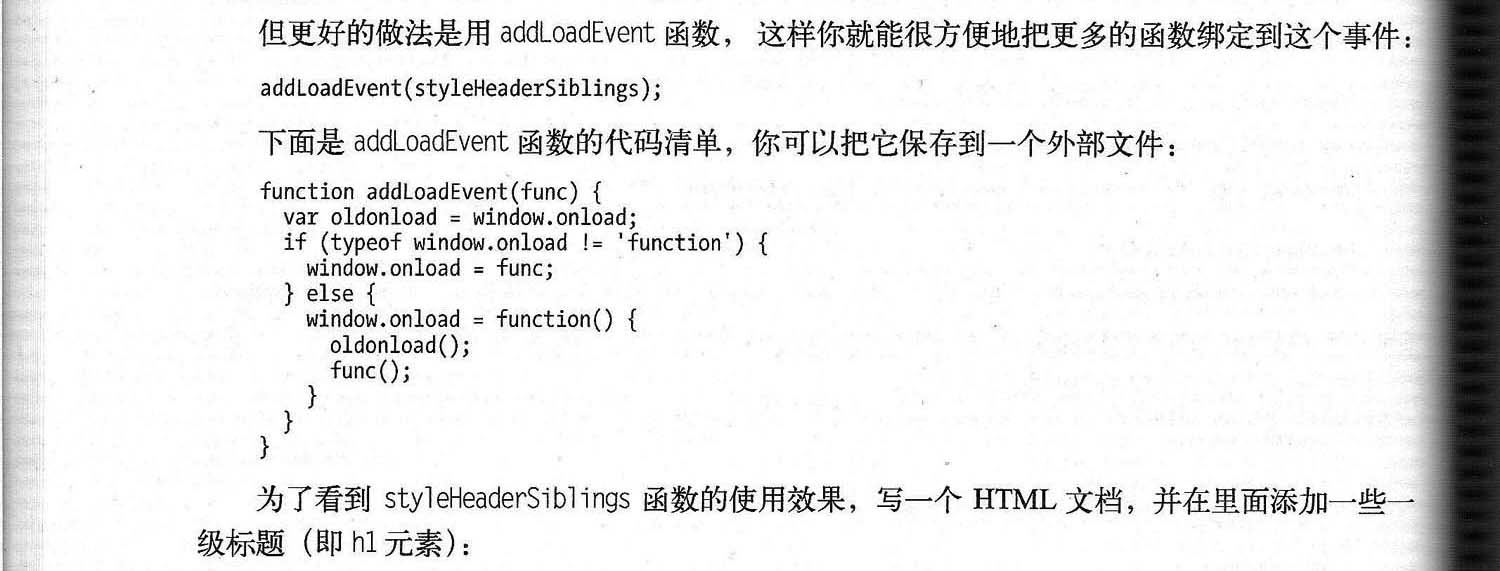 但更好的做法是用 addLoadEvent 函数， 这样你就能很方便地把更多的函数绑定到这个事件：
addLoadEvent(styleHeaderSiblings);
下面是 addLoadEvent 函数的代码清单，你可以把它保存到一个外部文件：
function addLoadEvent(func) {
  var oldonload = window.onload;
  if (typeof window.onload != 'function') {
    window.onload = func;
  } else {
    window.onload = function() {
      oldonload();
      func();
    }
  }
}
为了看到 styleHeaderSiblings 函数的使用效果，写一个 HTML 文档，并在里面添加一些一
级标题（即 h1 元素）：